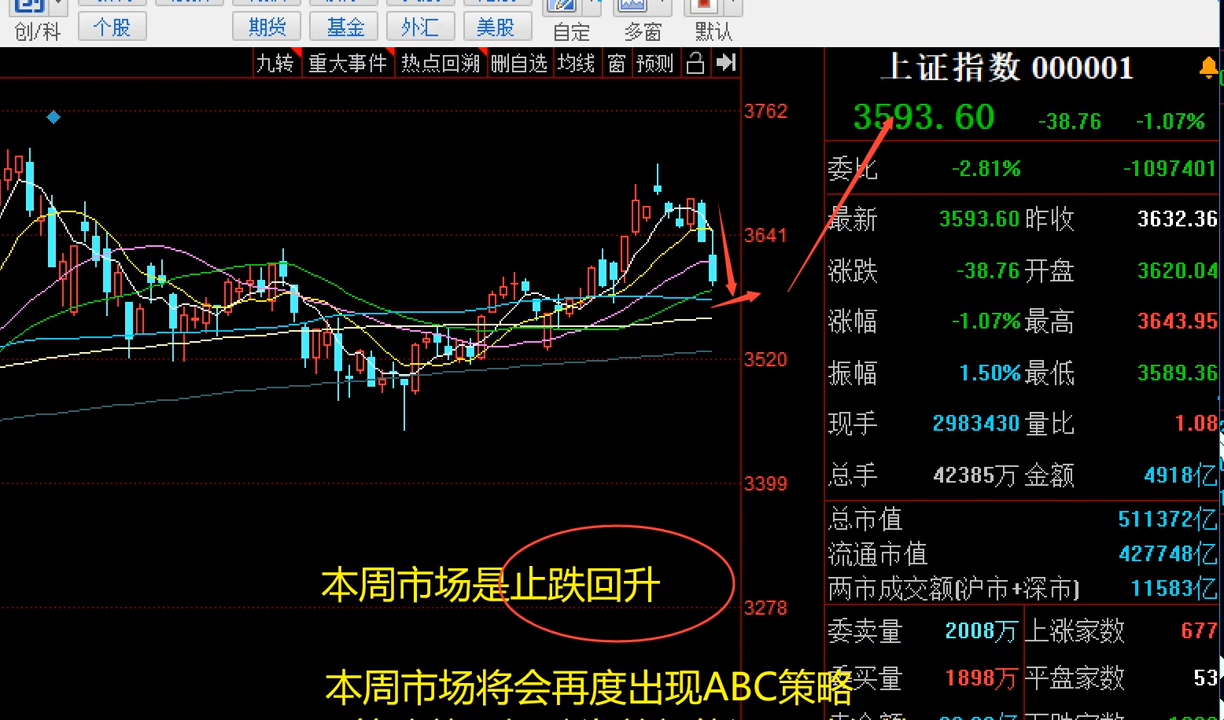 创/科 个股 期货 基金 外汇 美股 自定 多窗 默认
九转 重大事件 热点回溯 删自选 均线 窗 预测
上证指数 000001
3593.60 -38.76 -1.07%
委比 -2.81% -1097401
最新 3593.60 昨收 3632.36
涨跌 -38.76 开盘 3620.04
涨幅 -1.07% 最高 3643.95
振幅 1.50% 最低 3589.36
现手 2983430 量比 1.08
总手 42385万 金额 4918亿
总市值 511372亿
流通市值 427748亿
两市成交额(沪市+深市) 11583亿
委卖量 2008万 上涨家数 677
委买量 1898万 平盘家数 53
3762
3641
3520
3399
3278
本周市场是止跌回升
本周市场将会再度出现ABC策略